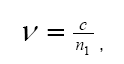 ν = c/n₁ ,